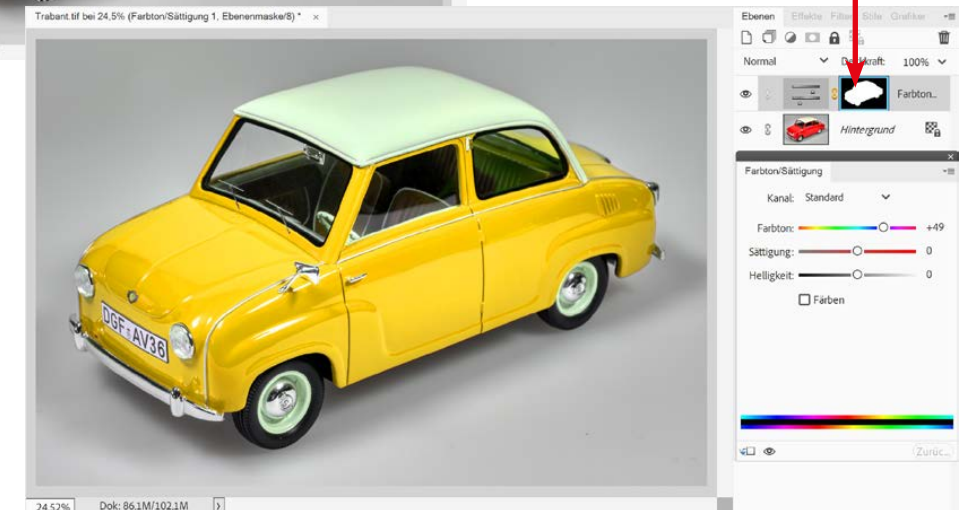 Trabant.tif bei 24,5% (Farbton/Sättigung 1, Ebenenmaske/8) * ×
Ebenen Effekte Filter Stile Grafiken
Normal Deckkraft: 100%
Farbton...
Hintergrund
Farbton/Sättigung
Kanal: Standard
Farbton: +49
Sättigung: 0
Helligkeit: 0
Färben
DGF AV36
Zurüc...
24,52% Dok: 86,1M/102,1M